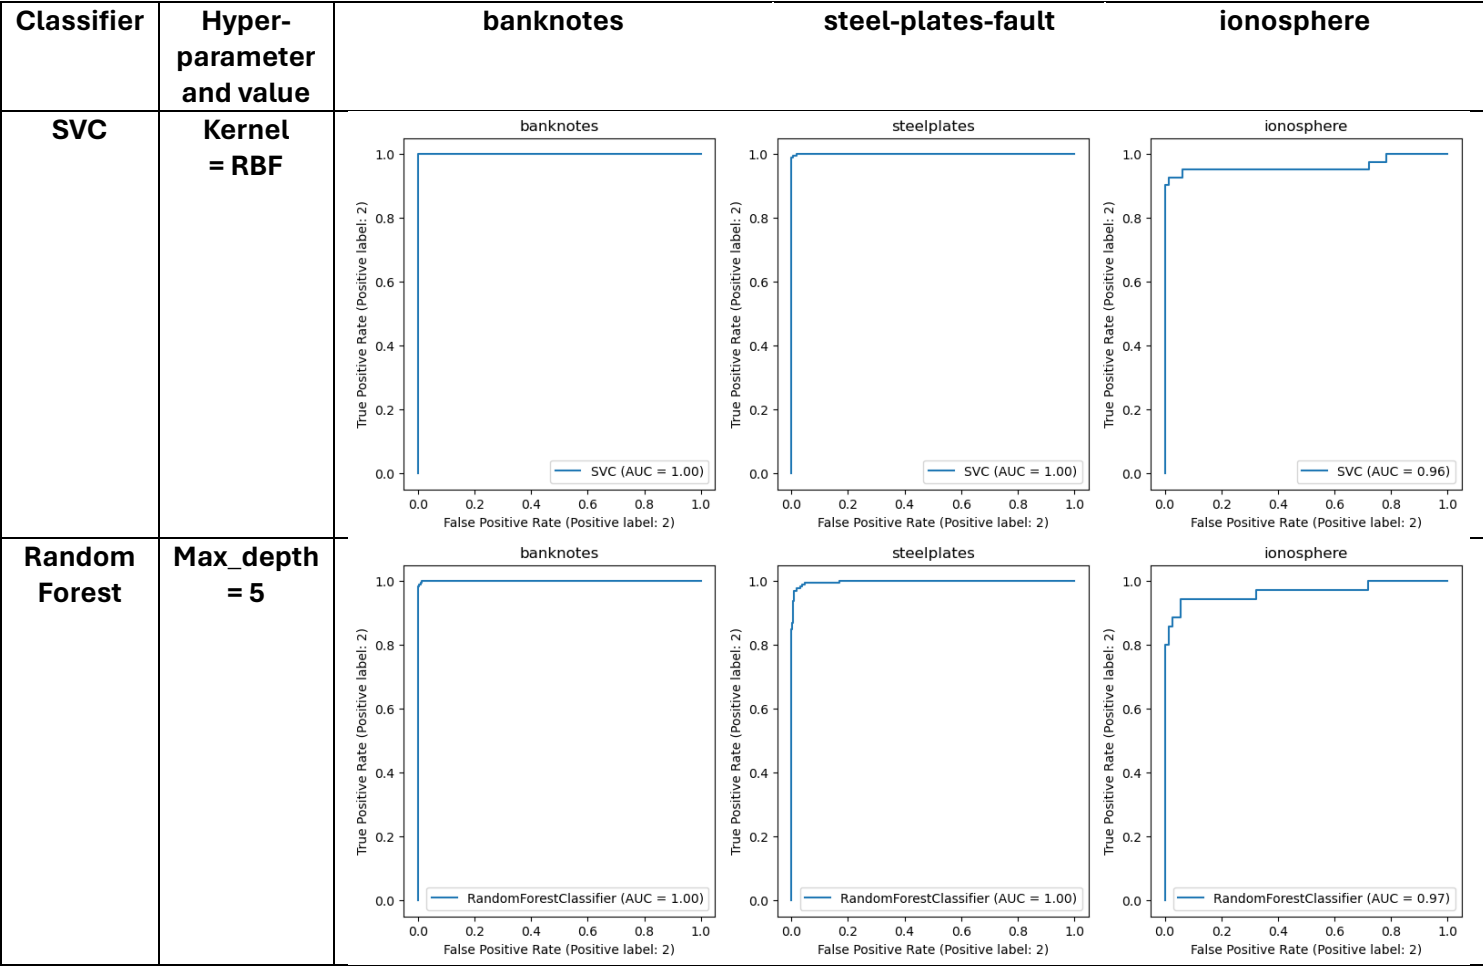 Classifier
Hyper-
parameter
and value
banknotes
steel-plates-fault
ionosphere
SVC
Kernel
= RBF
banknotes
True Positive Rate (Positive label: 2)
1.0
0.8
0.6
0.4
0.2
0.0
SVC (AUC = 1.00)
0.0 0.2 0.4 0.6 0.8 1.0
False Positive Rate (Positive label: 2)
steelplates
True Positive Rate (Positive label: 2)
1.0
0.8
0.6
0.4
0.2
0.0
SVC (AUC = 1.00)
0.0 0.2 0.4 0.6 0.8 1.0
False Positive Rate (Positive label: 2)
ionosphere
True Positive Rate (Positive label: 2)
1.0
0.8
0.6
0.4
0.2
0.0
SVC (AUC = 0.96)
0.0 0.2 0.4 0.6 0.8 1.0
False Positive Rate (Positive label: 2)
Random
Forest
Max_depth
= 5
banknotes
True Positive Rate (Positive label: 2)
1.0
0.8
0.6
0.4
0.2
0.0
RandomForestClassifier (AUC = 1.00)
0.0 0.2 0.4 0.6 0.8 1.0
False Positive Rate (Positive label: 2)
steelplates
True Positive Rate (Positive label: 2)
1.0
0.8
0.6
0.4
0.2
0.0
RandomForestClassifier (AUC = 1.00)
0.0 0.2 0.4 0.6 0.8 1.0
False Positive Rate (Positive label: 2)
ionosphere
True Positive Rate (Positive label: 2)
1.0
0.8
0.6
0.4
0.2
0.0
RandomForestClassifier (AUC = 0.97)
0.0 0.2 0.4 0.6 0.8 1.0
False Positive Rate (Positive label: 2)